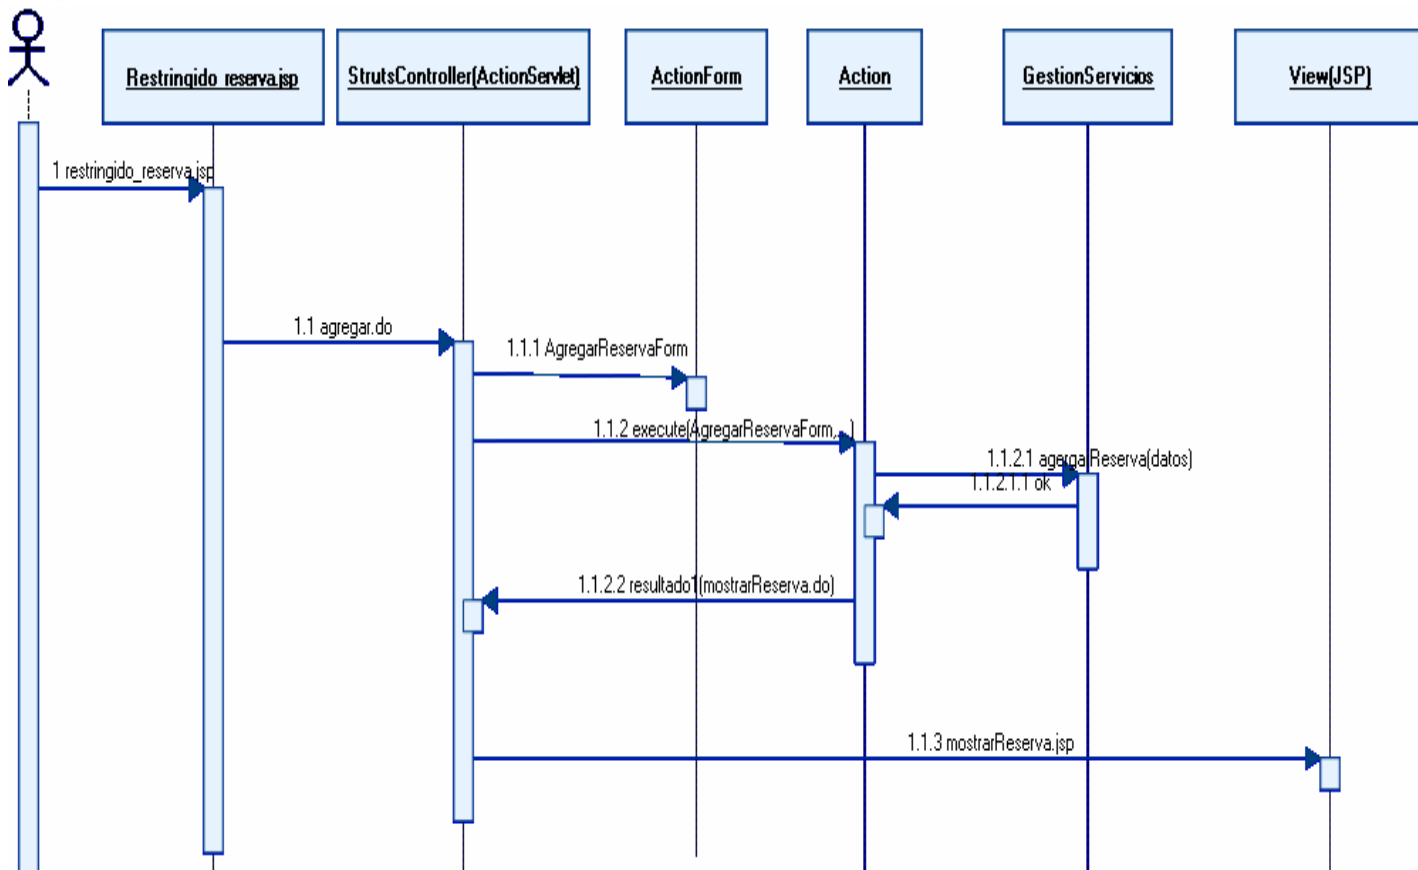 Restringido_reserva.jsp
StrutsController(ActionServlet)
ActionForm
Action
GestionServicios
View(JSP)
1 restringido_reserva.jsp
1.1 agregar.do
1.1.1 AgregarReservaForm
1.1.2 execute(AgregarReservaForm,...)
1.1.2.1 agergaReserva(datos)
1.1.2.1.1 ok
1.1.2.2 resultado1(mostrarReserva.do)
1.1.3 mostrarReserva.jsp